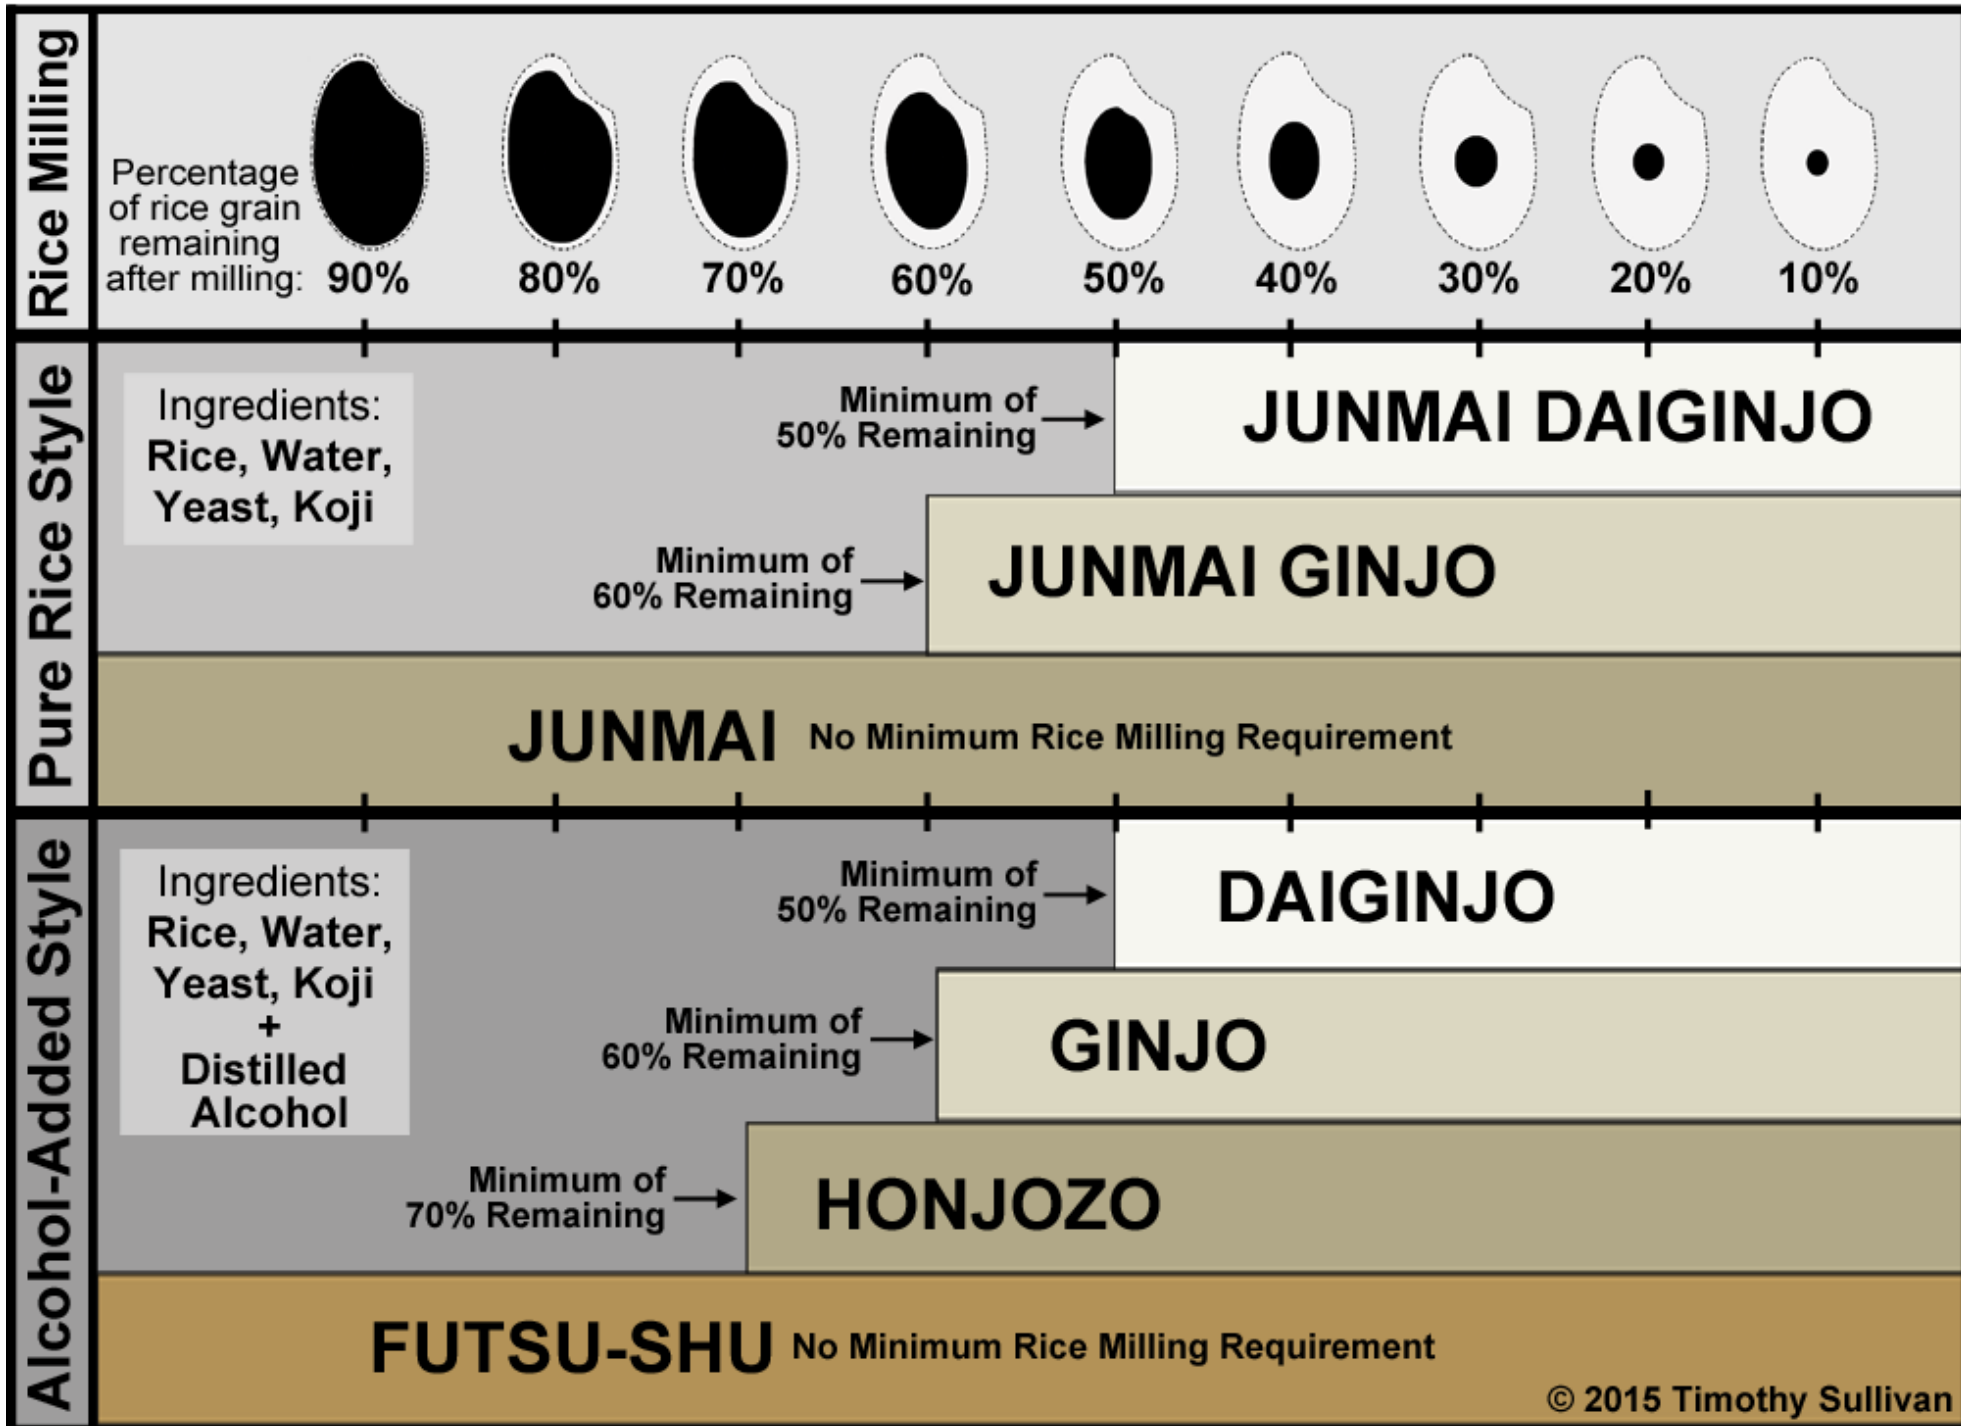 Rice Milling
Percentage
of rice grain
remaining
after milling:
90%
80%
70%
60%
50%
40%
30%
20%
10%
Pure Rice Style
Ingredients:
Rice, Water,
Yeast, Koji
Minimum of
50% Remaining
JUNMAI DAIGINJO
Minimum of
60% Remaining
JUNMAI GINJO
JUNMAI No Minimum Rice Milling Requirement
Alcohol-Added Style
Ingredients:
Rice, Water,
Yeast, Koji
+
Distilled
Alcohol
Minimum of
50% Remaining
DAIGINJO
Minimum of
60% Remaining
GINJO
Minimum of
70% Remaining
HONJOZO
FUTSU-SHU No Minimum Rice Milling Requirement
© 2015 Timothy Sullivan